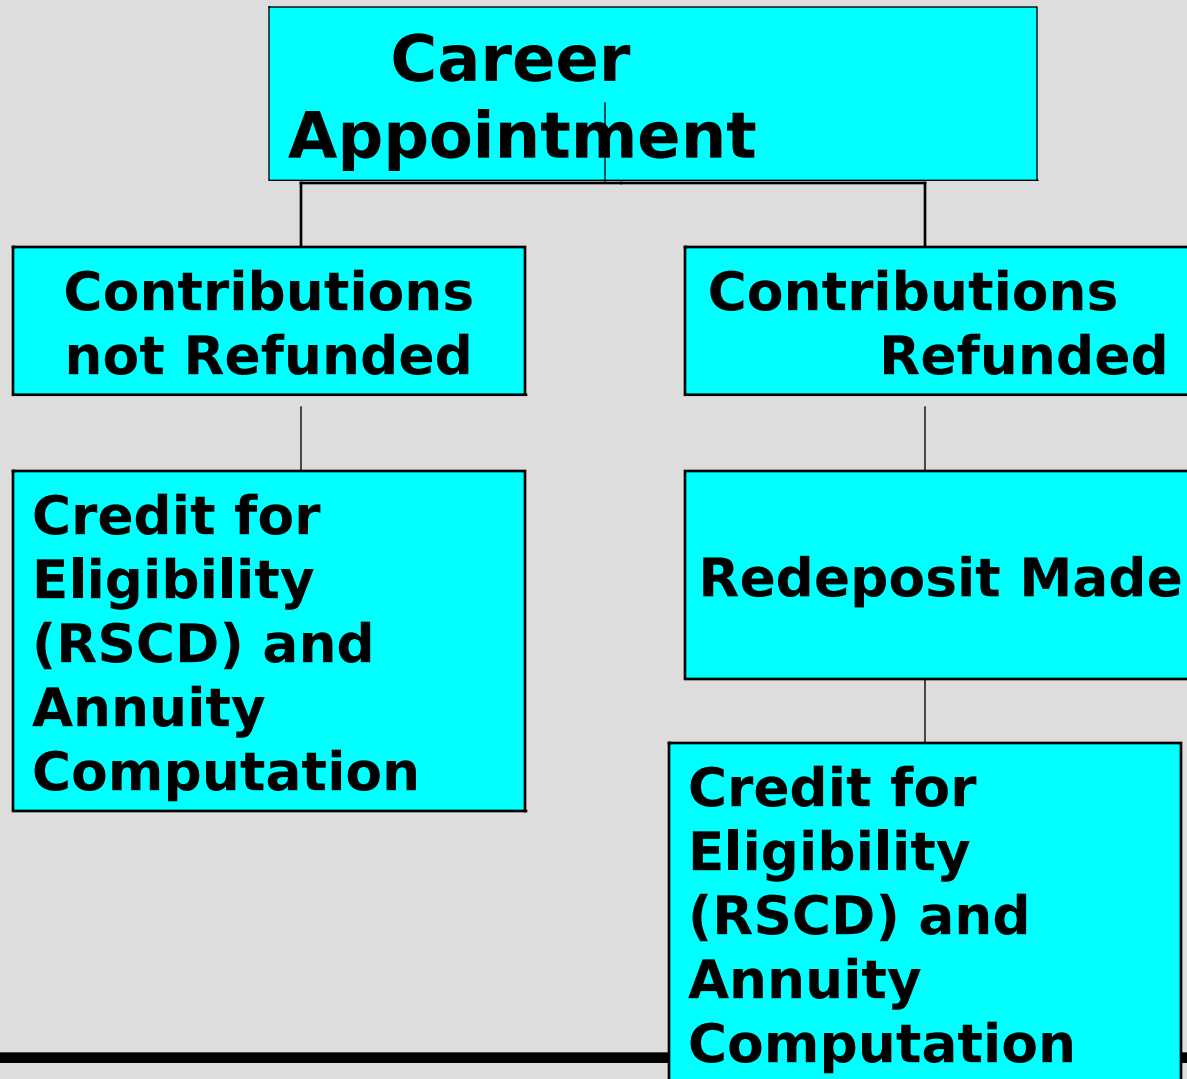 Career
Appointment
Contributions
not Refunded
Contributions
Refunded
Credit for
Eligibility
(RSCD) and
Annuity
Computation
Redeposit Made
Credit for
Eligibility
(RSCD) and
Annuity
Computation